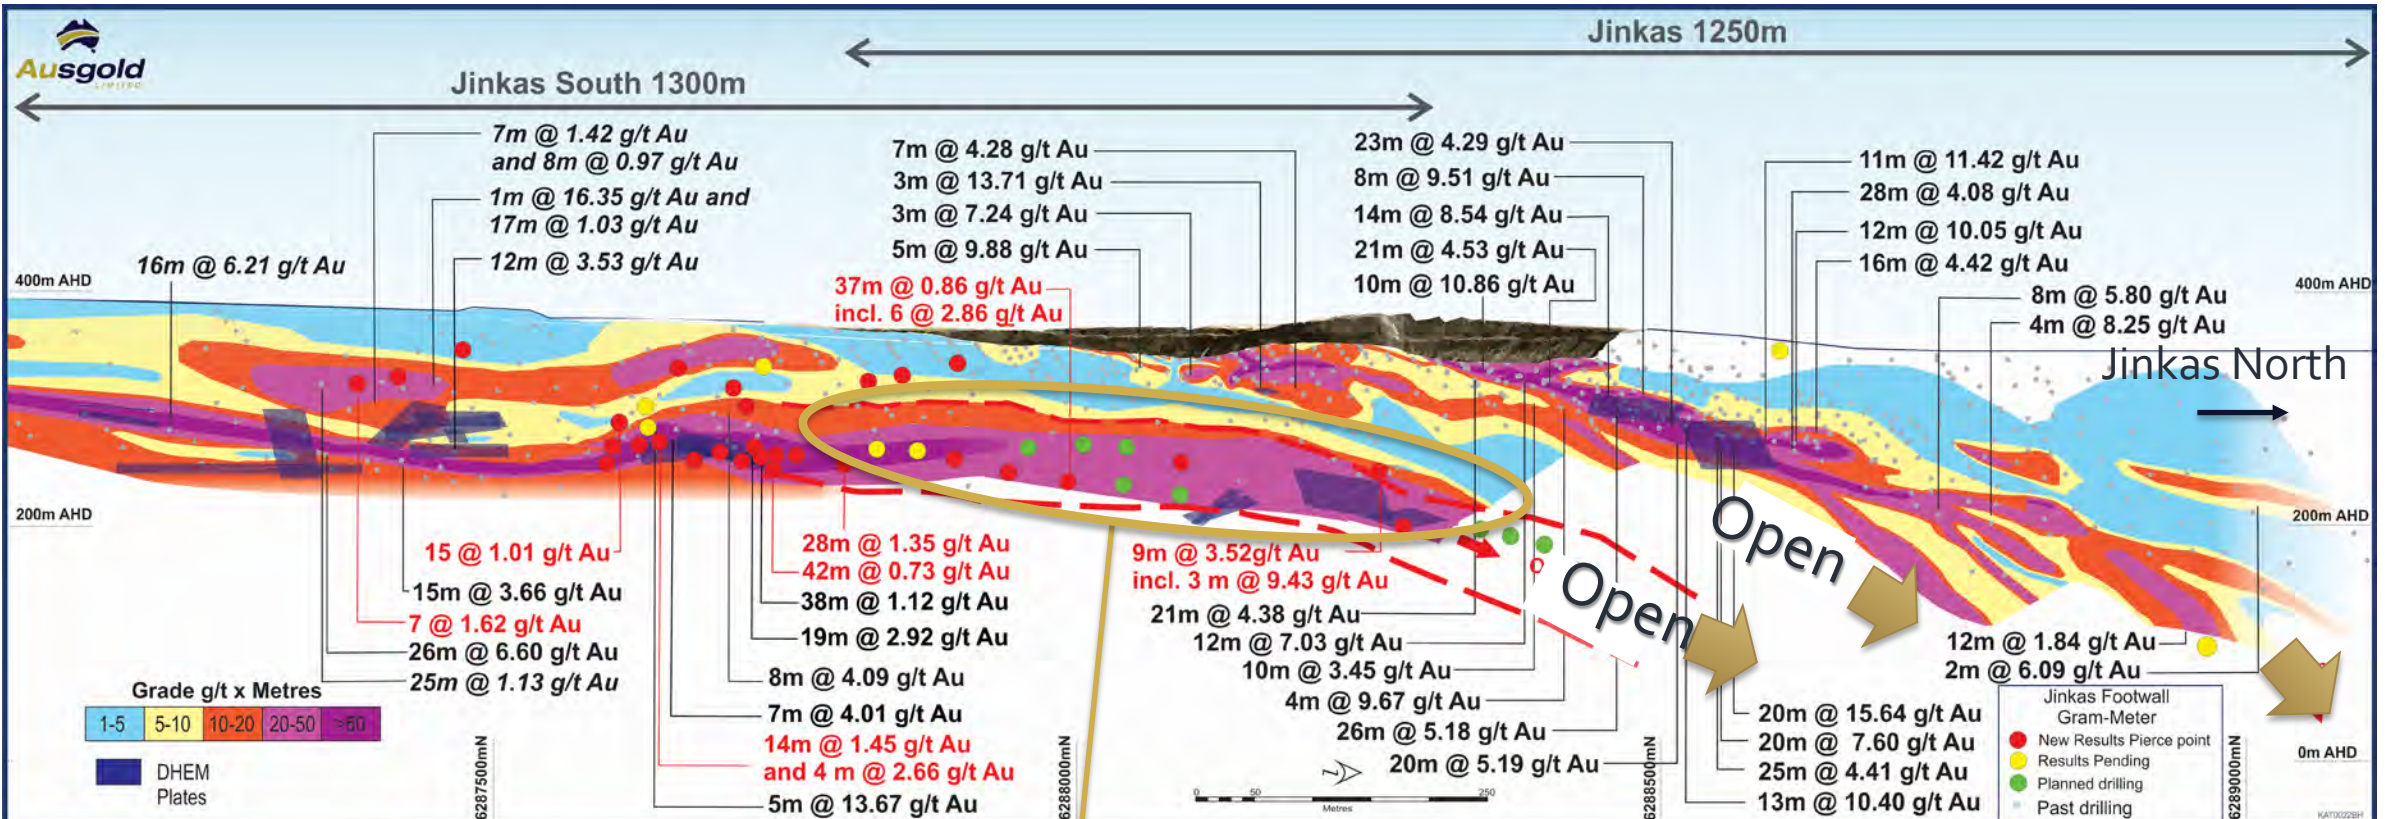 Ausgold
LIMITED
Jinkas 1250m
Jinkas South 1300m
7m @ 1.42 g/t Au
and 8m @ 0.97 g/t Au
1m @ 16.35 g/t Au and
17m @ 1.03 g/t Au
12m @ 3.53 g/t Au
16m @ 6.21 g/t Au
400m AHD
7m @ 4.28 g/t Au
3m @ 13.71 g/t Au
3m @ 7.24 g/t Au
5m @ 9.88 g/t Au
37m @ 0.86 g/t Au
incl. 6 @ 2.86 g/t Au
23m @ 4.29 g/t Au
8m @ 9.51 g/t Au
14m @ 8.54 g/t Au
21m @ 4.53 g/t Au
10m @ 10.86 g/t Au
11m @ 11.42 g/t Au
28m @ 4.08 g/t Au
12m @ 10.05 g/t Au
16m @ 4.42 g/t Au
8m @ 5.80 g/t Au
4m @ 8.25 g/t Au
400m AHD
Jinkas North
200m AHD
200m AHD
Open
Open
15 @ 1.01 g/t Au
15m @ 3.66 g/t Au
7 @ 1.62 g/t Au
26m @ 6.60 g/t Au
25m @ 1.13 g/t Au
28m @ 1.35 g/t Au
42m @ 0.73 g/t Au
38m @ 1.12 g/t Au
19m @ 2.92 g/t Au
8m @ 4.09 g/t Au
7m @ 4.01 g/t Au
14m @ 1.45 g/t Au
and 4 m @ 2.66 g/t Au
5m @ 13.67 g/t Au
9m @ 3.52g/t Au
incl. 3 m @ 9.43 g/t Au
21m @ 4.38 g/t Au
12m @ 7.03 g/t Au
10m @ 3.45 g/t Au
4m @ 9.67 g/t Au
26m @ 5.18 g/t Au
20m @ 5.19 g/t Au
20m @ 15.64 g/t Au
20m @ 7.60 g/t Au
25m @ 4.41 g/t Au
13m @ 10.40 g/t Au
12m @ 1.84 g/t Au
2m @ 6.09 g/t Au
0m AHD
Grade g/t x Metres
1-5 5-10 10-20 20-50 >50
DHEM
Plates
6287500mN
6288000mN
6288500mN
6289000mN
0 50 250
Metres
Jinkas Footwall
Gram-Meter
New Results Pierce point
Results Pending
Planned drilling
Past drilling